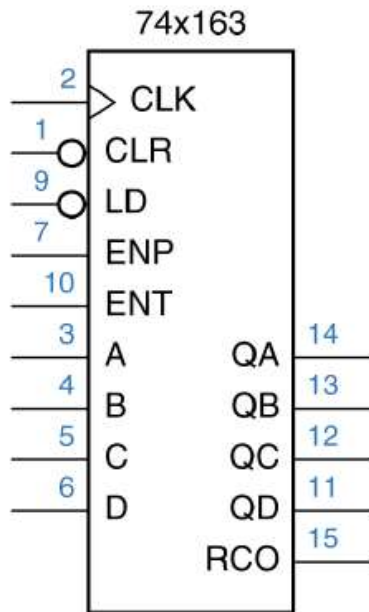 74x163
2 CLK
1 CLR
9 LD
7 ENP
10 ENT
3 A QA 14
4 B QB 13
5 C QC 12
6 D QD 11
RCO 15